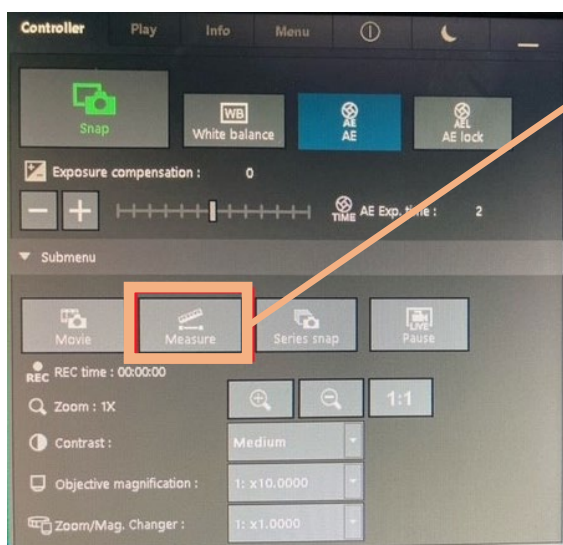 Controller Play Info Menu
Snap
WB
White balance
AE
AE
AEL
AE lock
Exposure compensation : 0
TIME AE Exp. time : 2
Submenu
Movie
Measure
Series snap
LIVE
Pause
REC REC time : 00:00:00
Zoom : 1X
1:1
Contrast :
Medium
Objective magnification :
1: x10.0000
Zoom/Mag. Changer :
1: x1.0000